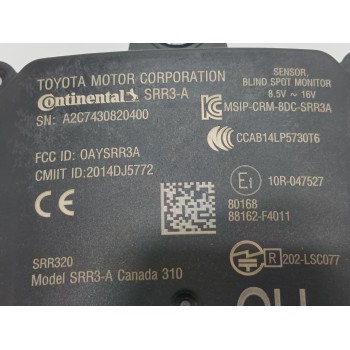 TOYOTA MOTOR CORPORATION
Continental SRR3-A
SN: A2C7430820400
FCC ID: OAYSRR3A
CMIIT ID:2014DJ5772
SRR320
Model SRR3-A Canada 310
SENSOR,
BLIND SPOT MONITOR
8.5V ~ 16V
MSIP-CRM-8DC-SRR3A
CCAB14LP5730T6
E1 10R-047527
80168
88162-F4011
R 202-LSC077